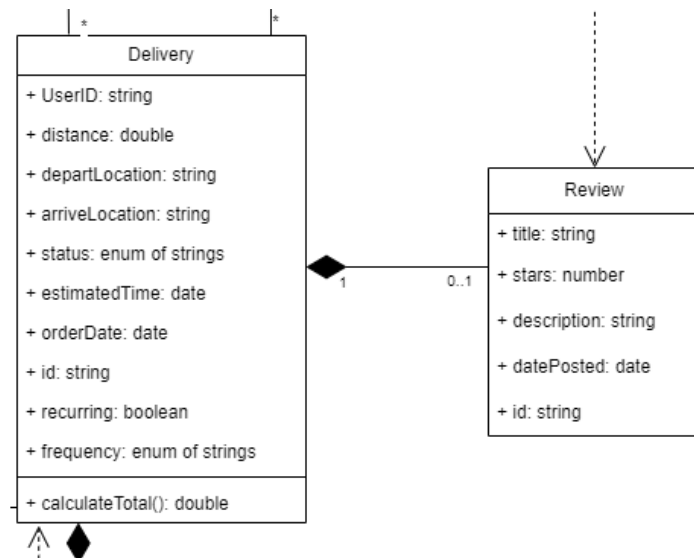 *
*
Delivery
+ UserID: string
+ distance: double
+ departLocation: string
+ arriveLocation: string
+ status: enum of strings
+ estimatedTime: date
+ orderDate: date
+ id: string
+ recurring: boolean
+ frequency: enum of strings
+ calculateTotal(): double
1
0..1
Review
+ title: string
+ stars: number
+ description: string
+ datePosted: date
+ id: string